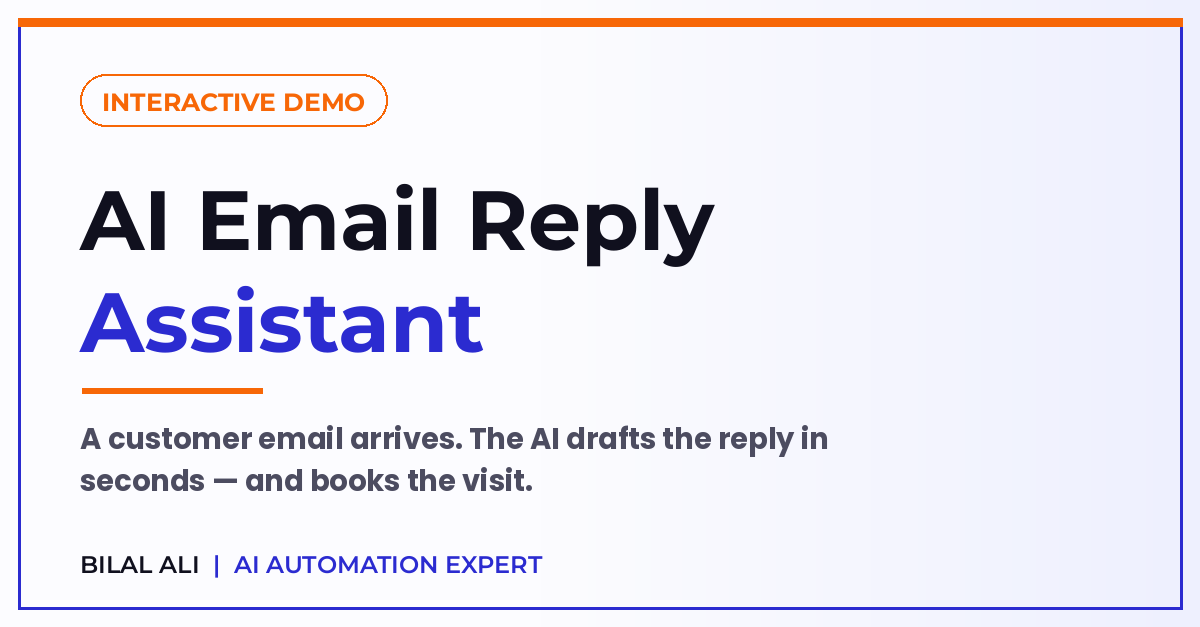 INTERACTIVE DEMO
AI Email Reply
Assistant
A customer email arrives. The AI drafts the reply in
seconds — and books the visit.
BILAL ALI | AI AUTOMATION EXPERT